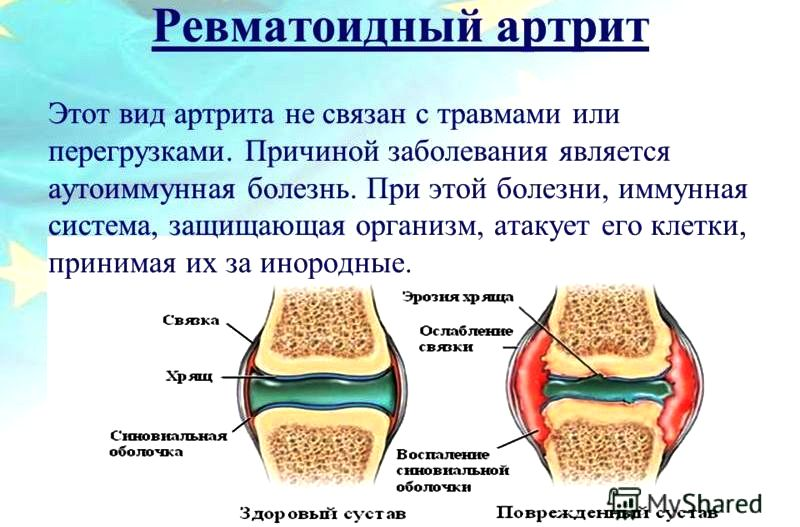 Ревматоидный артрит
Этот вид артрита не связан с травмами или
перегрузками. Причиной заболевания является
аутоиммунная болезнь. При этой болезни, иммунная
система, защищающая организм, атакует его клетки,
принимая их за инородные.
Связка
Хрящ
Синовиальная
оболочка
Здоровый сустав
Эрозия хряща
Ослабление
связки
Воспаление
синовиальной
оболочки
Поврежденный сустав
MyShared